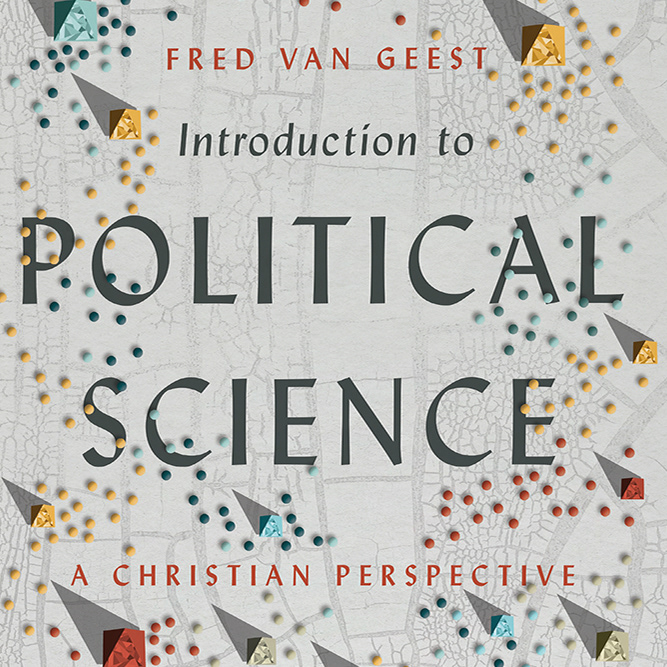 FRED VAN GEEST
Introduction to
POLITICAL
SCIENCE
A CHRISTIAN PERSPECTIVE